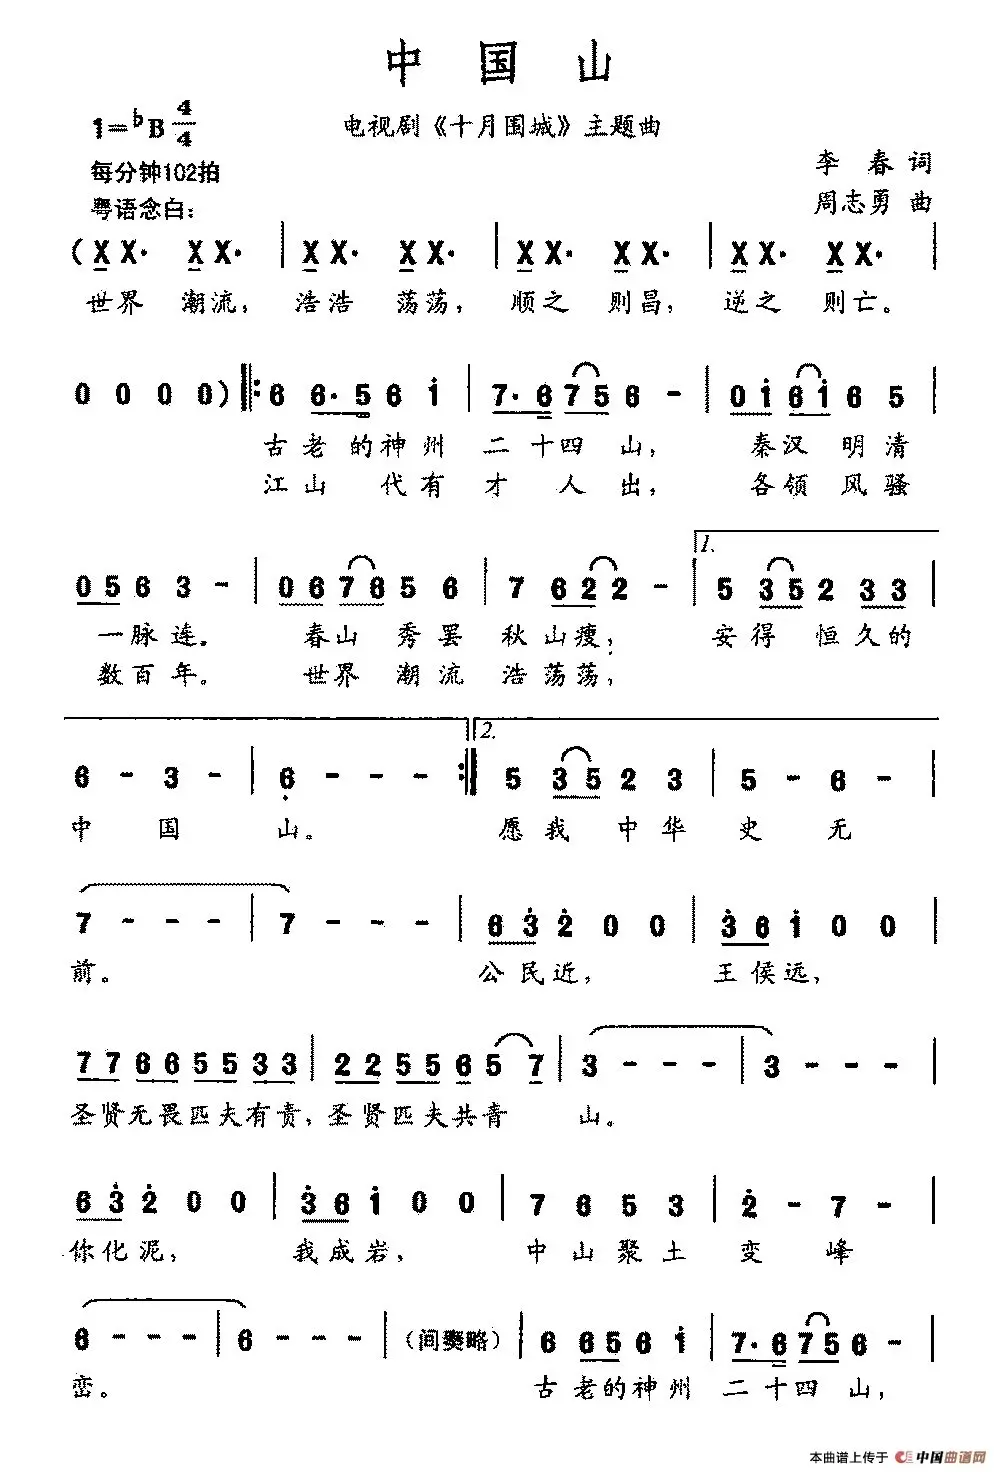 中国山
1=♭B 4/4
电视剧《十月围城》主题曲
每分钟102拍
李春词
粤语念白：
周志勇曲
(X X· X X· | X X· X X· | X X· X X· | X X· X X· |
世界 潮流， 浩浩 荡荡， 顺之 则昌， 逆之 则亡。
0 0 0 0) ‖: 6 6·5 6 i | 7·6 7 5 6 - | 0 i 6 i 6 5 |
古老的神州 二十四山， 秦汉明清
江山代有才人出， 各领风骚
0 5 6 3 - | 0 6 7 6 5 6 | 7 6 2 2 - | 1. 5 3 5 2 3 3 |
一脉连。 春山秀罢 秋山瘦； 安得恒久的
数百年。 世界潮流 浩荡荡，
6 - 3 - | 6̣ - - - :‖ 2. 5 3 5 2 3 | 5 - 6 - |
中国山。 愿我中华史无
7 - - - | 7 - - - | 6 3̇ 2̇ 0 0 | 3̇ 6 i 0 0 |
前。 公民近， 王侯远，
7 7 6 6 5 5 3 3 | 2 2 5 5 6 5 7 | 3 - - - | 3 - - - |
圣贤无畏匹夫有责，圣贤匹夫共青山。
6 3̇ 2̇ 0 0 | 3̇ 6 i 0 0 | 7 6 5 3 | 2̇ - 7 - |
你化泥， 我成岩， 中山聚土变峰
6 - - - | 6 - - - | (间奏略) | 6 6 5 6 i | 7·6 7 5 6 - |
峦。 古老的神州 二十四山，
本曲谱上传于 中国曲谱网